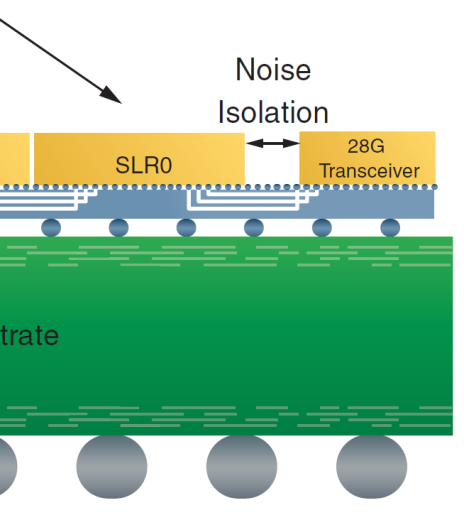 Noise
Isolation
SLR0
28G
Transceiver
trate